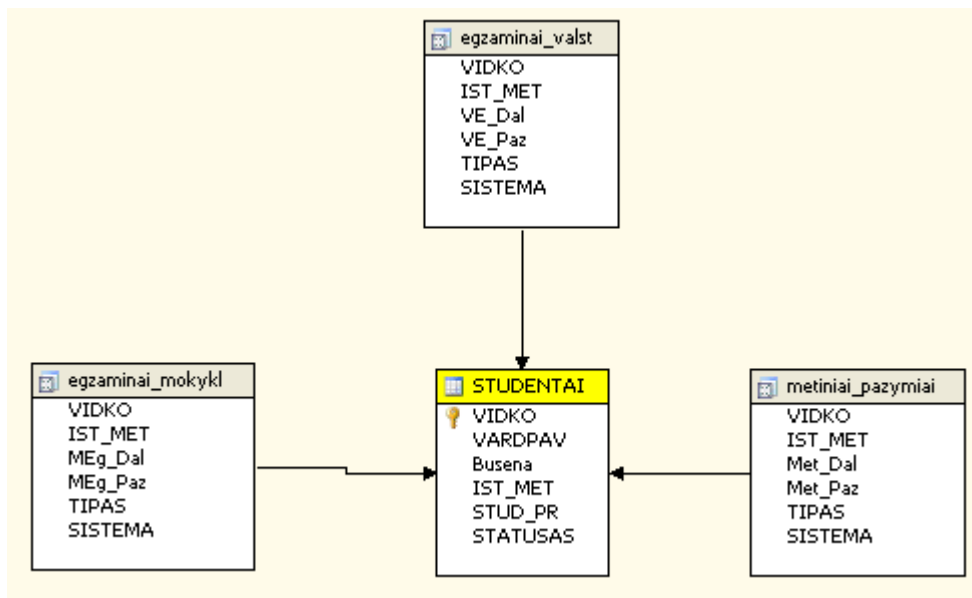 egzaminai_valst
VIDKO
IST_MET
VE_Dal
VE_Paz
TIPAS
SISTEMA
egzaminai_mokykl
VIDKO
IST_MET
MEg_Dal
MEg_Paz
TIPAS
SISTEMA
STUDENTAI
VIDKO
VARDPAV
Busena
IST_MET
STUD_PR
STATUSAS
metiniai_pazymiai
VIDKO
IST_MET
Met_Dal
Met_Paz
TIPAS
SISTEMA